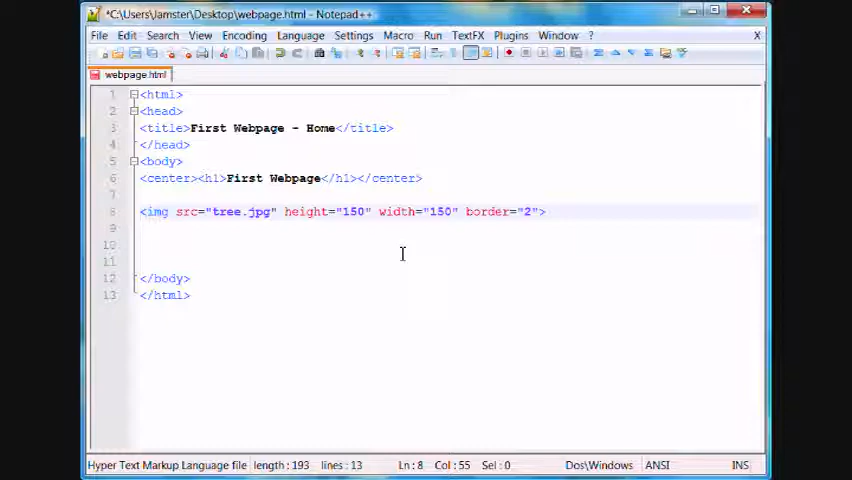 *C:\Users\Jamster\Desktop\webpage.html - Notepad++
File Edit Search View Encoding Language Settings Macro Run TextFX Plugins Window ? X
webpage.html
1 <html>
2 <head>
3 <title>First Webpage - Home</title>
4 </head>
5 <body>
6 <center><h1>First Webpage</h1></center>
7
8 <img src="tree.jpg" height="150" width="150" border="2">
9
10
11
12 </body>
13 </html>
Hyper Text Markup Language file length : 193 lines : 13 Ln : 8 Col : 55 Sel : 0 Dos\Windows ANSI INS